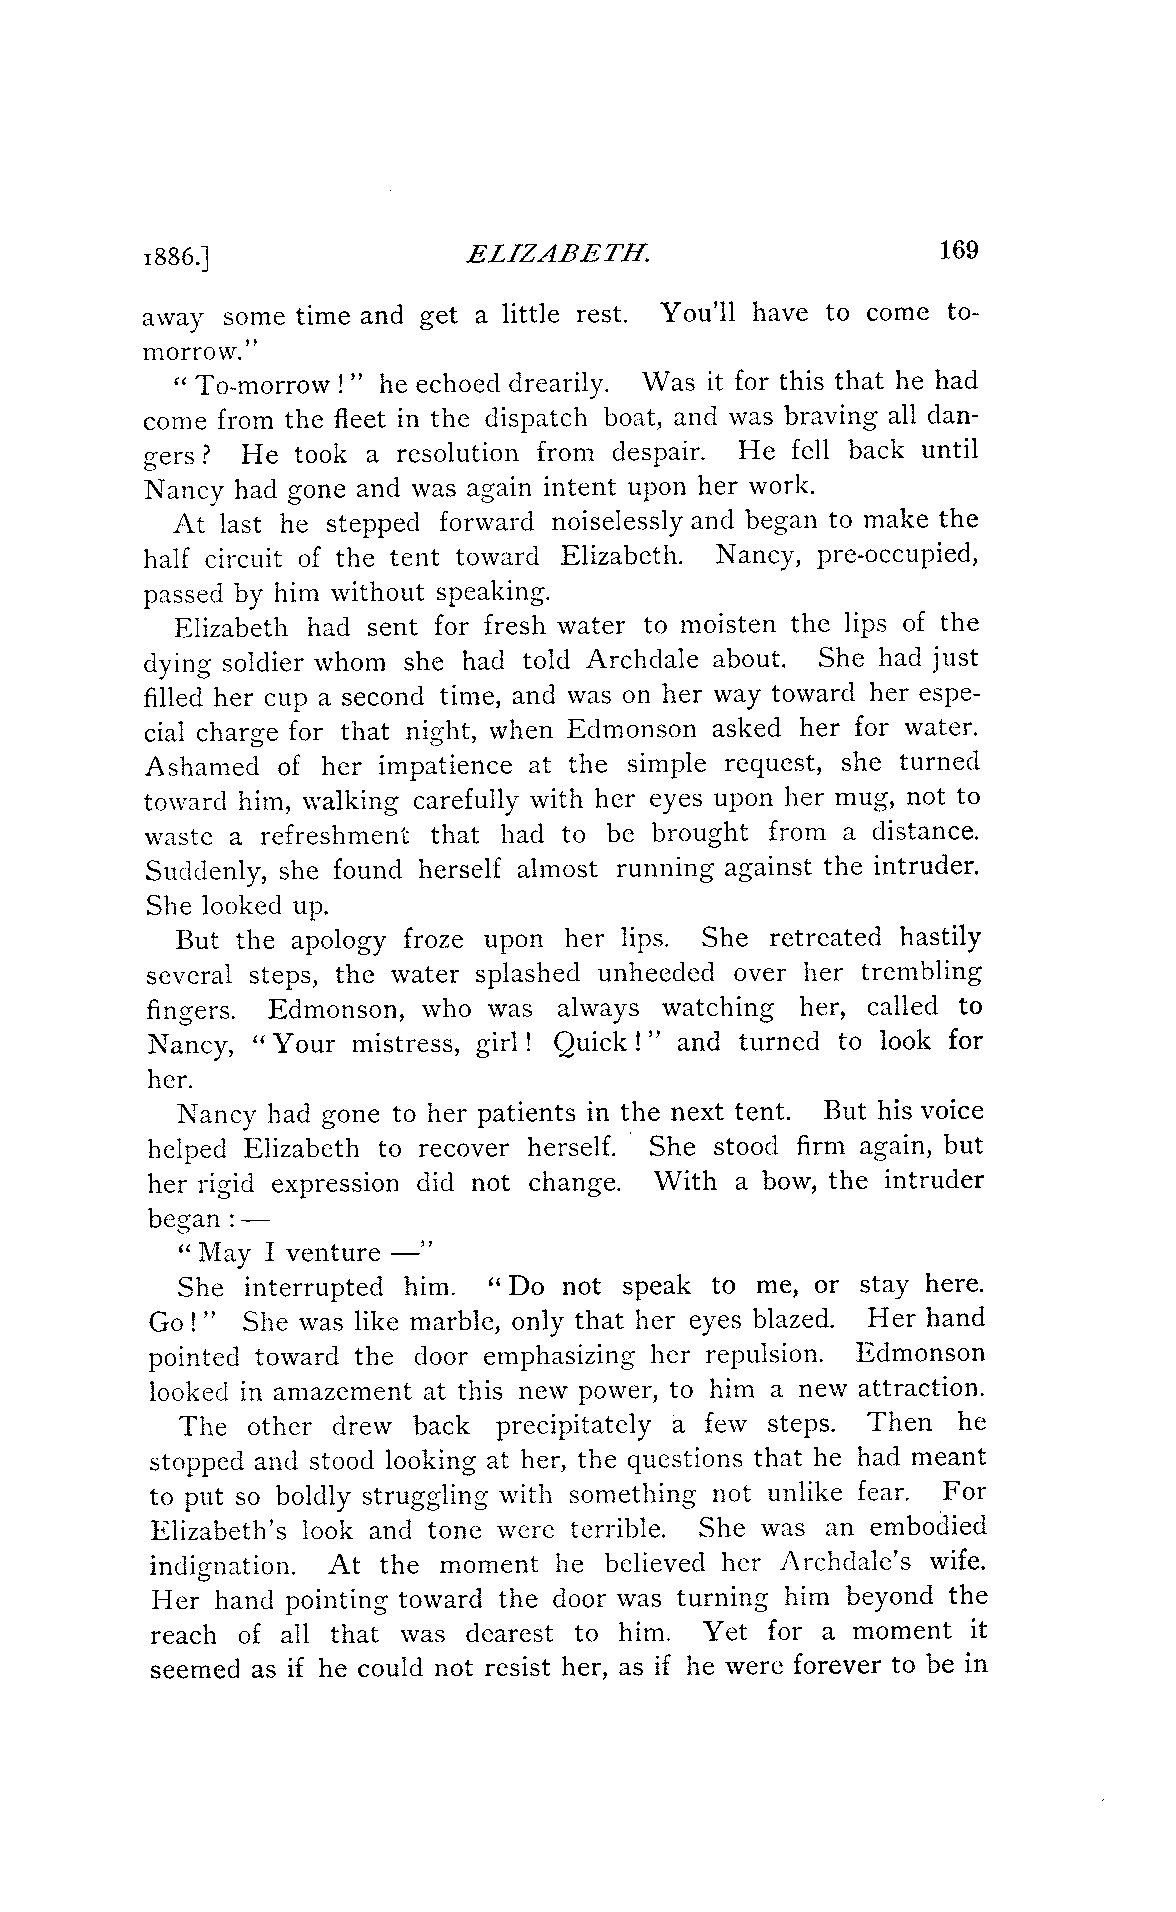 1886.] ELIZABETH. 169
away some time and get a little rest. You'll have to come to-
morrow."
"To-morrow!" he echoed drearily. Was it for this that he had
come from the fleet in the dispatch boat, and was braving all dan-
gers? He took a resolution from despair. He fell back until
Nancy had gone and was again intent upon her work.
At last he stepped forward noiselessly and began to make the
half circuit of the tent toward Elizabeth. Nancy, pre-occupied,
passed by him without speaking.
Elizabeth had sent for fresh water to moisten the lips of the
dying soldier whom she had told Archdale about. She had just
filled her cup a second time, and was on her way toward her espe-
cial charge for that night, when Edmonson asked her for water.
Ashamed of her impatience at the simple request, she turned
toward him, walking carefully with her eyes upon her mug, not to
waste a refreshment that had to be brought from a distance.
Suddenly, she found herself almost running against the intruder.
She looked up.
But the apology froze upon her lips. She retreated hastily
several steps, the water splashed unheeded over her trembling
fingers. Edmonson, who was always watching her, called to
Nancy, "Your mistress, girl! Quick!" and turned to look for
her.
Nancy had gone to her patients in the next tent. But his voice
helped Elizabeth to recover herself. She stood firm again, but
her rigid expression did not change. With a bow, the intruder
began:—
"May I venture —"
She interrupted him. "Do not speak to me, or stay here.
Go!" She was like marble, only that her eyes blazed. Her hand
pointed toward the door emphasizing her repulsion. Edmonson
looked in amazement at this new power, to him a new attraction.
The other drew back precipitately a few steps. Then he
stopped and stood looking at her, the questions that he had meant
to put so boldly struggling with something not unlike fear. For
Elizabeth's look and tone were terrible. She was an embodied
indignation. At the moment he believed her Archdale's wife.
Her hand pointing toward the door was turning him beyond the
reach of all that was dearest to him. Yet for a moment it
seemed as if he could not resist her, as if he were forever to be in